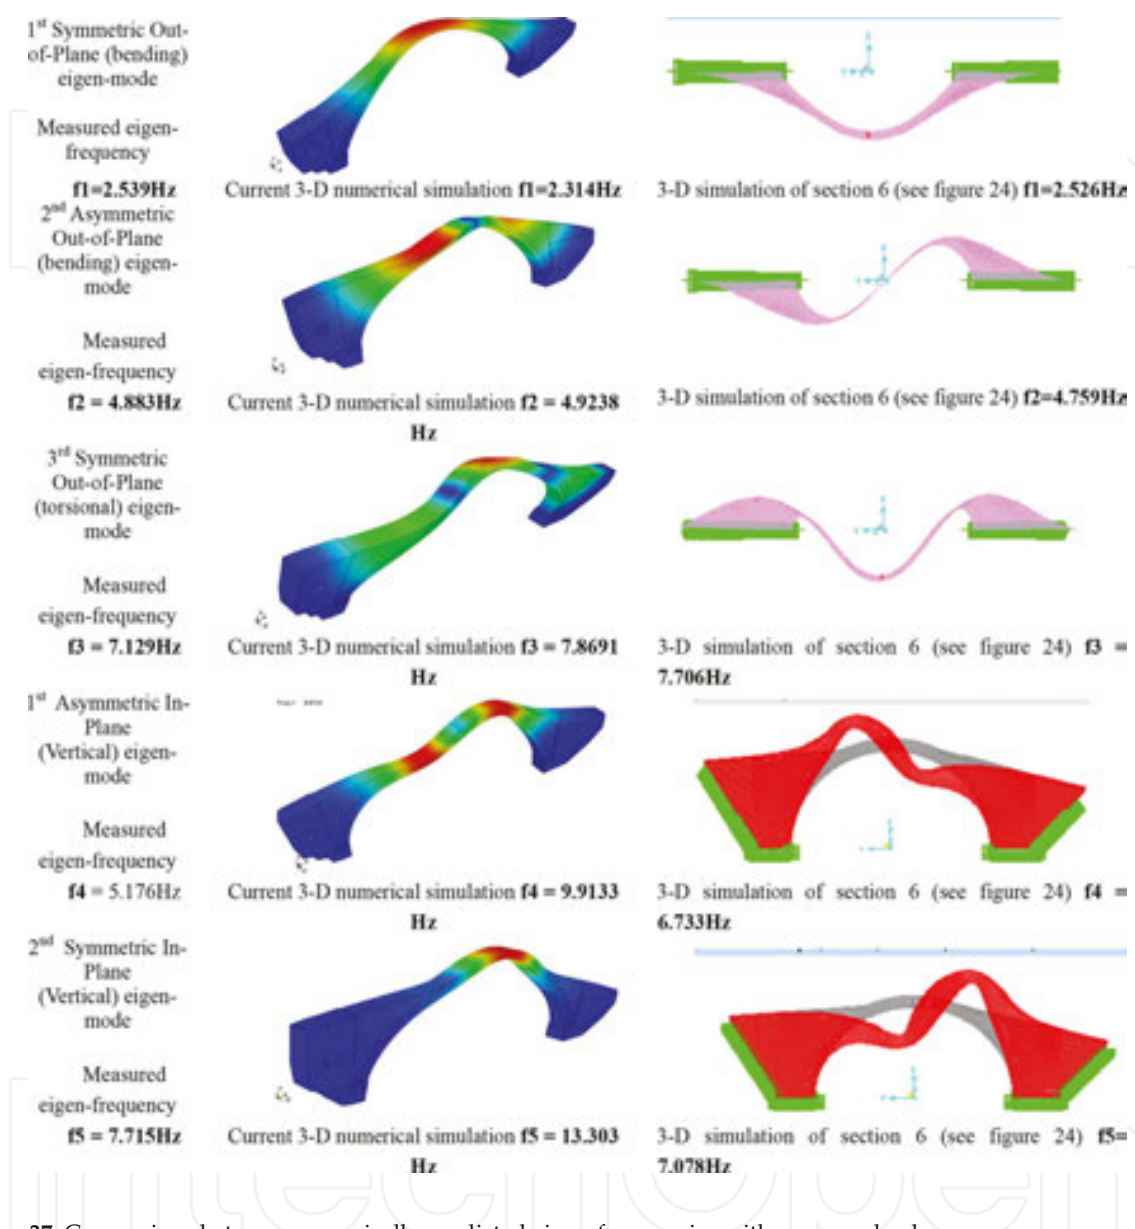 1st Symmetric Out-
of-Plane (bending)
eigen-mode
Measured eigen-
frequency
f1=2.539Hz
Current 3-D numerical simulation f1=2.314Hz
3-D simulation of section 6 (see figure 24) f1=2.526Hz
2nd Asymmetric
Out-of-Plane
(bending) eigen-
mode
Measured
eigen-frequency
f2 = 4.883Hz
Current 3-D numerical simulation f2 = 4.9238
Hz
3-D simulation of section 6 (see figure 24) f2=4.759Hz
3rd Symmetric
Out-of-Plane
(torsional) eigen-
mode
Measured
eigen-frequency
f3 = 7.129Hz
Current 3-D numerical simulation f3 = 7.8691
Hz
3-D simulation of section 6 (see figure 24) f3 =
7.706Hz
1st Asymmetric In-
Plane
(Vertical) eigen-
mode
Measured
eigen-frequency
f4 = 5.176Hz
Current 3-D numerical simulation f4 = 9.9133
Hz
3-D simulation of section 6 (see figure 24) f4 =
6.733Hz
2nd Symmetric In-
Plane
(Vertical) eigen-
mode
Measured
eigen-frequency
f5 = 7.715Hz
Current 3-D numerical simulation f5 = 13.303
Hz
3-D simulation of section 6 (see figure 24) f5=
7.078Hz